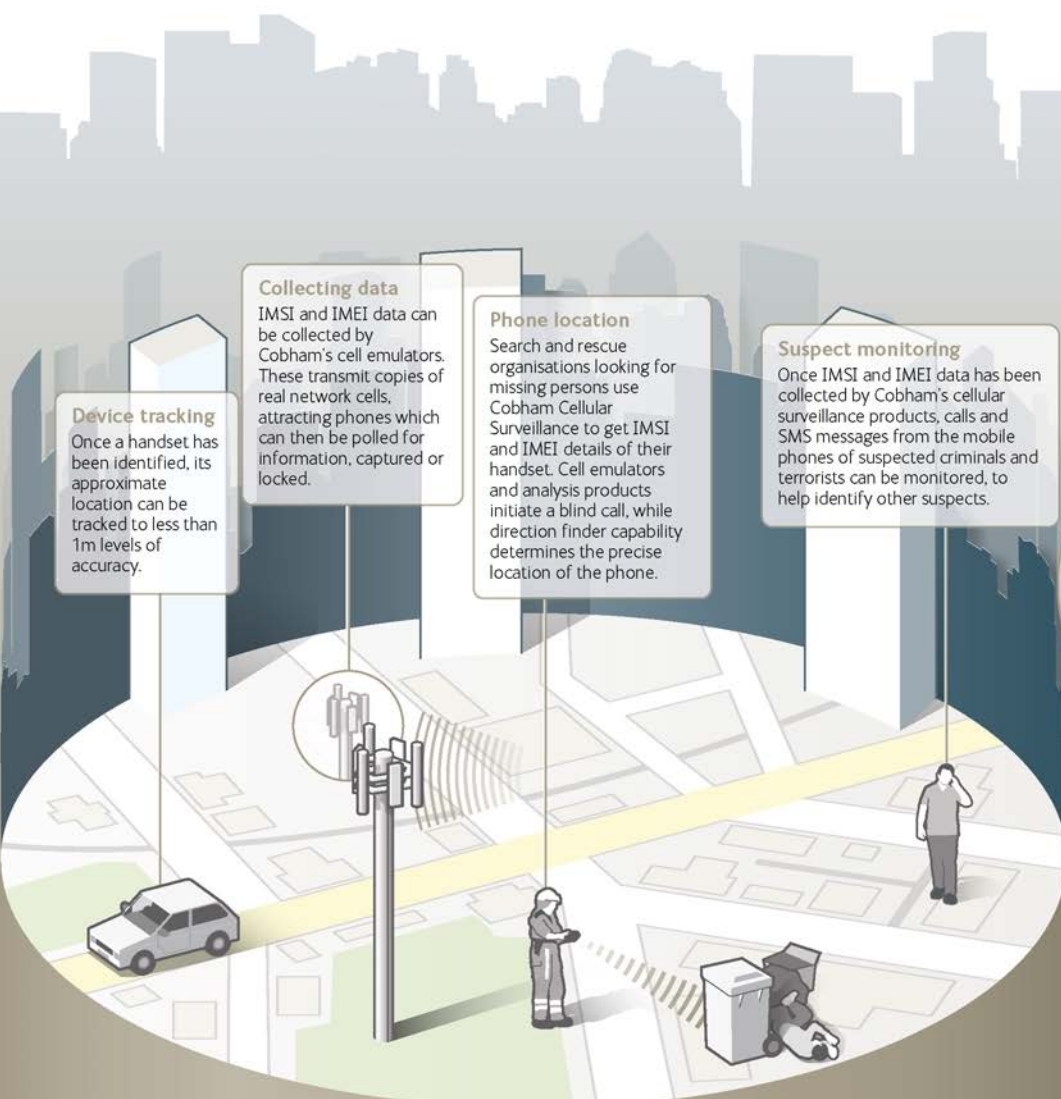 Collecting data
IMSI and IMEI data can
be collected by
Cobham's cell emulators.
These transmit copies of
real network cells,
attracting phones which
can then be polled for
information, captured or
locked.
Phone location
Search and rescue
organisations looking for
missing persons use
Cobham Cellular
Surveillance to get IMSI
and IMEI details of their
handset. Cell emulators
and analysis products
initiate a blind call, while
direction finder capability
determines the precise
location of the phone.
Suspect monitoring
Once IMSI and IMEI data has been
collected by Cobham's cellular
surveillance products, calls and
SMS messages from the mobile
phones of suspected criminals and
terrorists can be monitored, to
help identify other suspects.
Device tracking
Once a handset has
been identified, its
approximate
location can be
tracked to less than
1m levels of
accuracy.